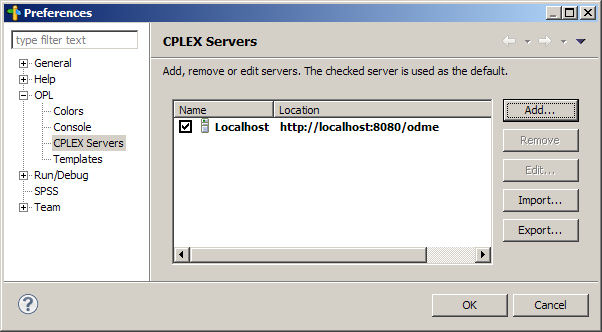 Preferences
type filter text
General
Help
OPL
Colors
Console
CPLEX Servers
Templates
Run/Debug
SPSS
Team
CPLEX Servers
Add, remove or edit servers. The checked server is used as the default.
Name Location
Localhost http://localhost:8080/odme
Add...
Remove
Edit...
Import...
Export...
?
OK Cancel